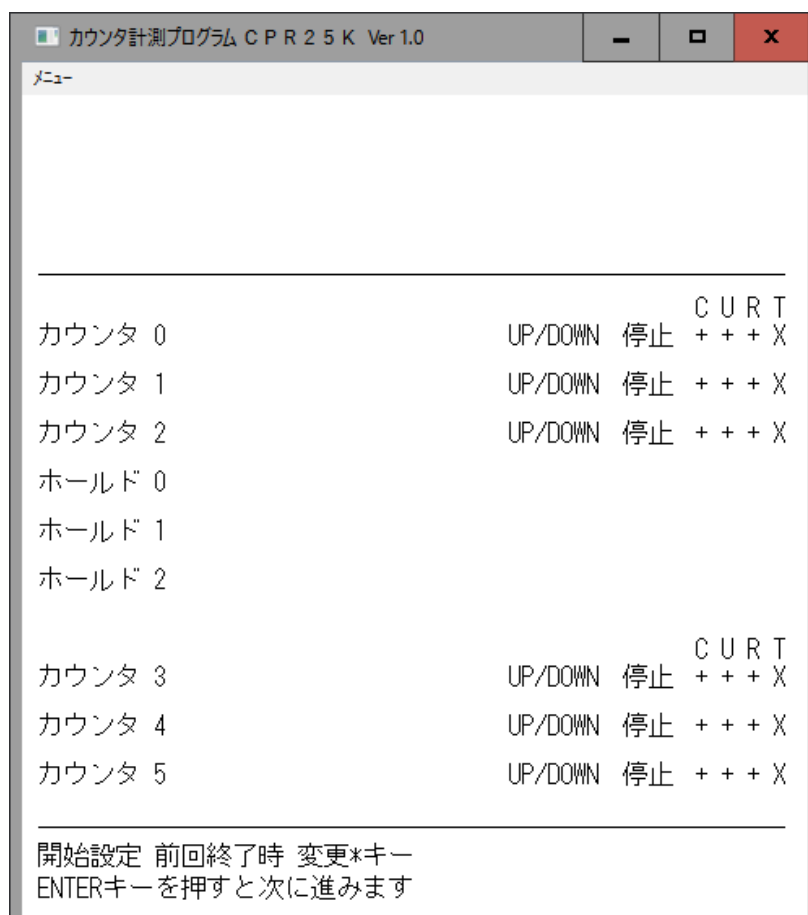 カウンタ計測プログラム ＣＰＲ２５Ｋ Ver 1.0
ﾒﾆｭｰ
C U R T
カウンタ 0 UP/DOWN 停止 + + + X
カウンタ 1 UP/DOWN 停止 + + + X
カウンタ 2 UP/DOWN 停止 + + + X
ホールド 0
ホールド 1
ホールド 2
C U R T
カウンタ 3 UP/DOWN 停止 + + + X
カウンタ 4 UP/DOWN 停止 + + + X
カウンタ 5 UP/DOWN 停止 + + + X
開始設定 前回終了時 変更*キー
ENTERキーを押すと次に進みます